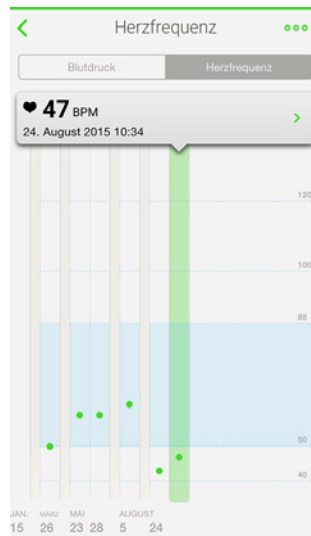 Herzfrequenz
Blutdruck Herzfrequenz
47 BPM
24. August 2015 10:34
120
100
85
50
40
JAN. MÄRZ MAI AUGUST
15 26 23 28 5 24